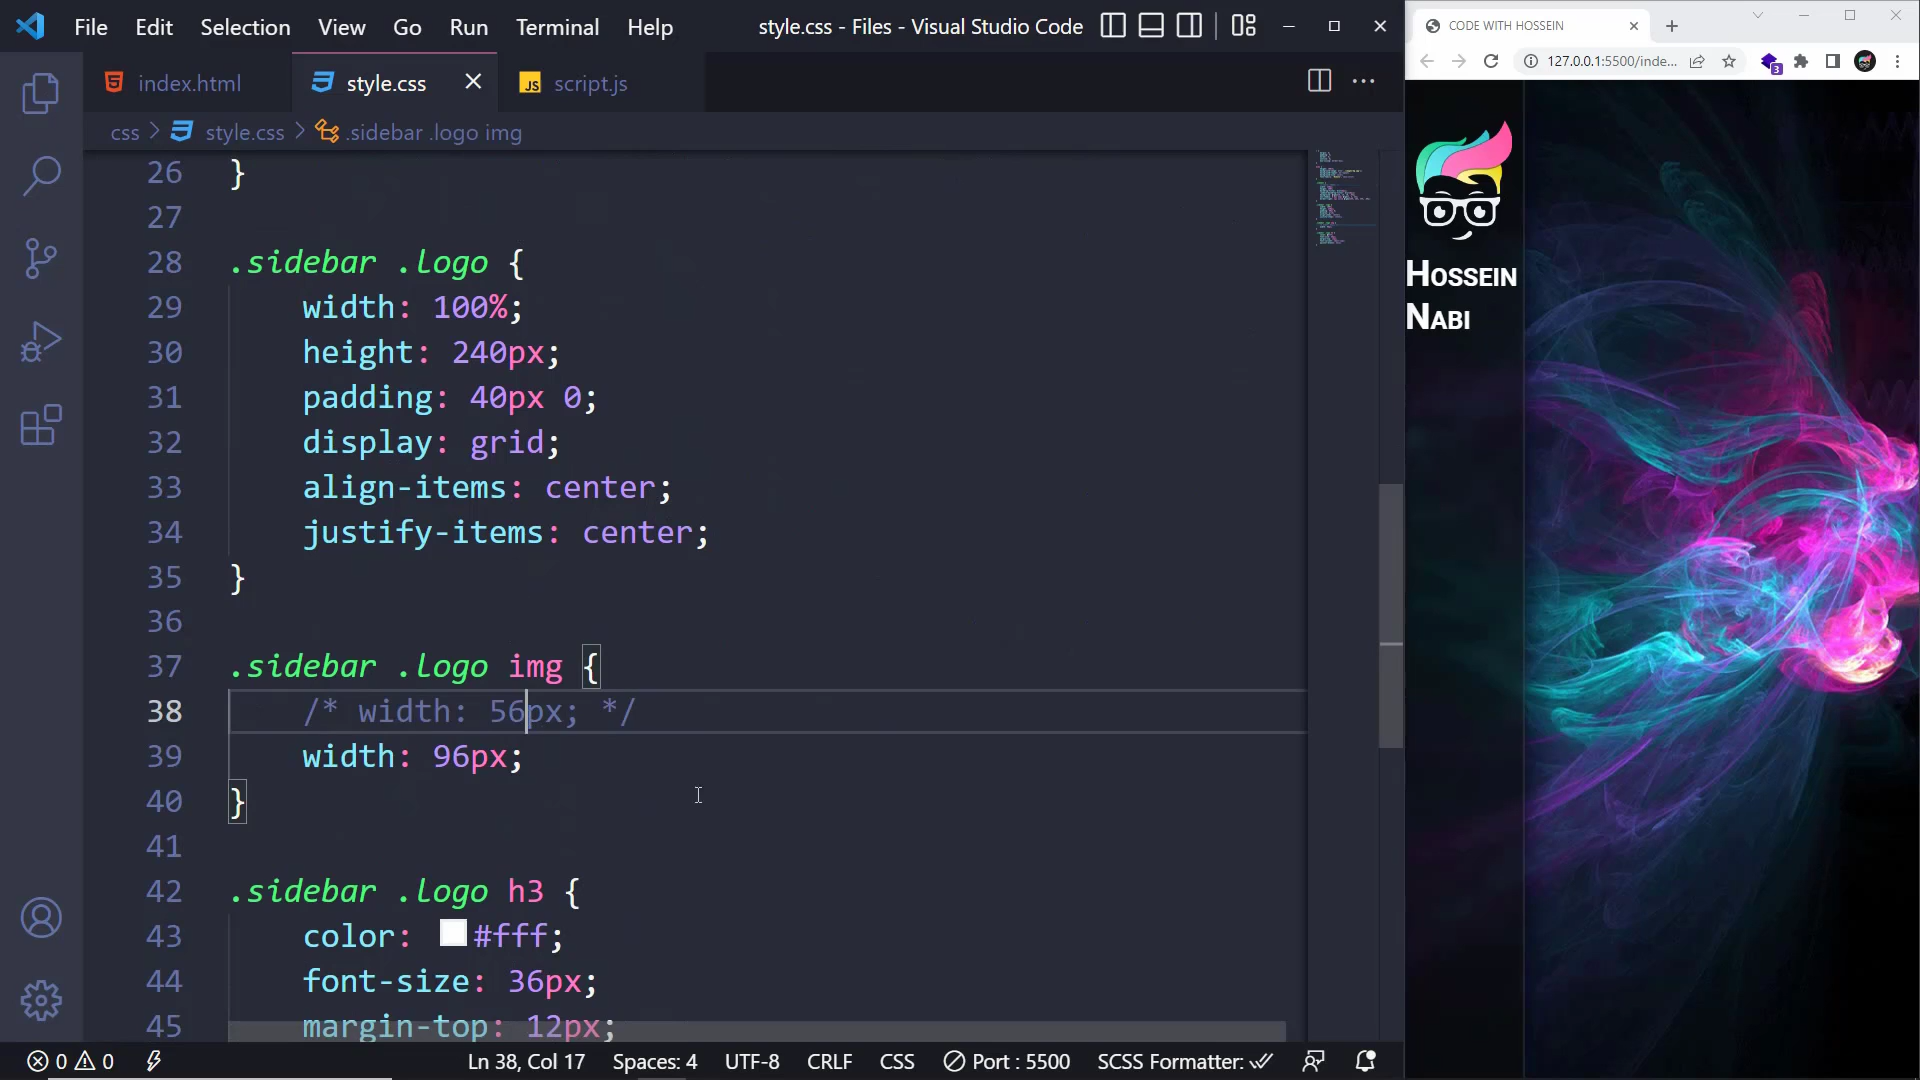 File Edit Selection View Go Run Terminal Help style.css - Files - Visual Studio Code
index.html style.css script.js
css > style.css > .sidebar .logo img
26 }
27
28 .sidebar .logo {
29 width: 100%;
30 height: 240px;
31 padding: 40px 0;
32 display: grid;
33 align-items: center;
34 justify-items: center;
35 }
36
37 .sidebar .logo img {
38 /* width: 56px; */
39 width: 96px;
40 }
41
42 .sidebar .logo h3 {
43 color: #fff;
44 font-size: 36px;
45 margin-top: 12px;
0 0 Ln 38, Col 17 Spaces: 4 UTF-8 CRLF CSS Port : 5500 SCSS Formatter:
CODE WITH HOSSEIN
127.0.0.1:5500/inde...
3
HOSSEIN
NABI